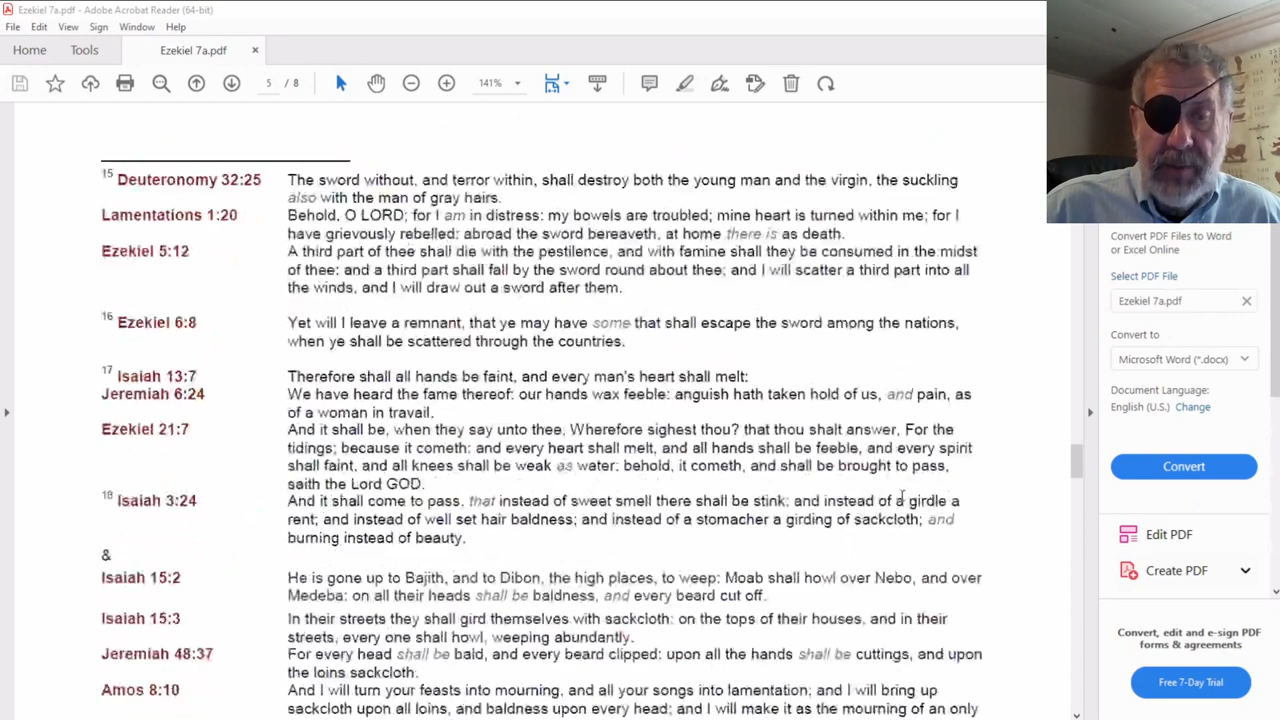 Ezekiel 7a.pdf - Adobe Acrobat Reader (64-bit)
File Edit View Sign Window Help
Home Tools Ezekiel 7a.pdf ×
5 / 8 141%
15 Deuteronomy 32:25 The sword without, and terror within, shall destroy both the young man and the virgin, the suckling
also with the man of gray hairs.
Lamentations 1:20 Behold, O LORD; for I am in distress: my bowels are troubled; mine heart is turned within me; for I
have grievously rebelled: abroad the sword bereaveth, at home there is as death.
Ezekiel 5:12 A third part of thee shall die with the pestilence, and with famine shall they be consumed in the midst
of thee: and a third part shall fall by the sword round about thee; and I will scatter a third part into all
the winds, and I will draw out a sword after them.
16 Ezekiel 6:8 Yet will I leave a remnant, that ye may have some that shall escape the sword among the nations,
when ye shall be scattered through the countries.
17 Isaiah 13:7 Therefore shall all hands be faint, and every man's heart shall melt:
Jeremiah 6:24 We have heard the fame thereof: our hands wax feeble: anguish hath taken hold of us, and pain, as
of a woman in travail.
Ezekiel 21:7 And it shall be, when they say unto thee, Wherefore sighest thou? that thou shalt answer, For the
tidings; because it cometh: and every heart shall melt, and all hands shall be feeble, and every spirit
shall faint, and all knees shall be weak as water: behold, it cometh, and shall be brought to pass,
saith the Lord GOD.
18 Isaiah 3:24 And it shall come to pass, that instead of sweet smell there shall be stink; and instead of a girdle a
rent; and instead of well set hair baldness; and instead of a stomacher a girding of sackcloth; and
burning instead of beauty.
&
Isaiah 15:2 He is gone up to Bajith, and to Dibon, the high places, to weep: Moab shall howl over Nebo, and over
Medeba: on all their heads shall be baldness, and every beard cut off.
Isaiah 15:3 In their streets they shall gird themselves with sackcloth: on the tops of their houses, and in their
streets, every one shall howl, weeping abundantly.
Jeremiah 48:37 For every head shall be bald, and every beard clipped: upon all the hands shall be cuttings, and upon
the loins sackcloth.
Amos 8:10 And I will turn your feasts into mourning, and all your songs into lamentation; and I will bring up
sackcloth upon all loins, and baldness upon every head; and I will make it as the mourning of an only
Convert PDF Files to Word
or Excel Online
Select PDF File
Ezekiel 7a.pdf ×
Convert to
Microsoft Word (*.docx)
Document Language:
English (U.S.) Change
Convert
Edit PDF
Create PDF
Convert, edit and e-sign PDF
forms & agreements
Free 7-Day Trial